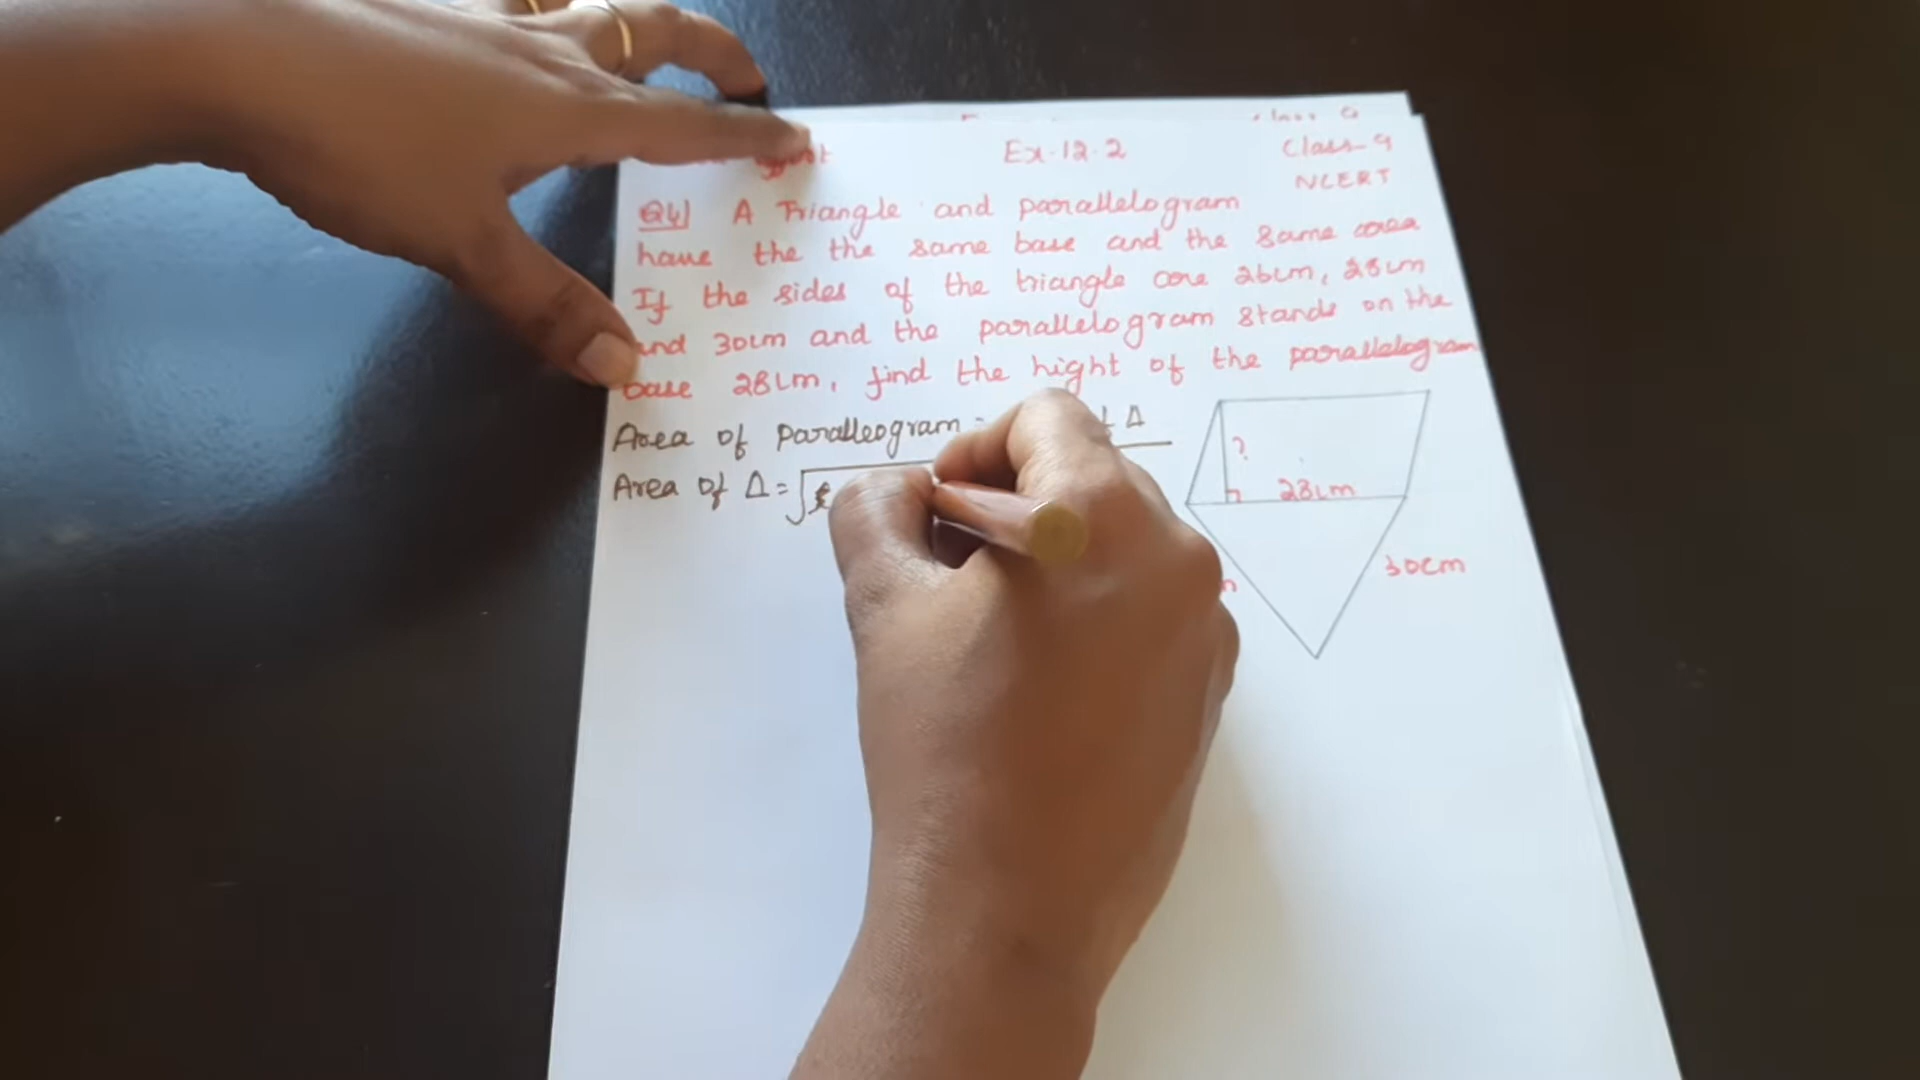 Ex-12.2
Class-9
NCERT
Q4) A Triangle and parallelogram
have the the same base and the same area
If the sides of the triangle are 26cm, 28cm
and 30cm and the parallelogram stands on the
base 28cm, find the hight of the parallelogram
Area of paralleogram = Δ
Area of Δ = √
?
28cm
30cm